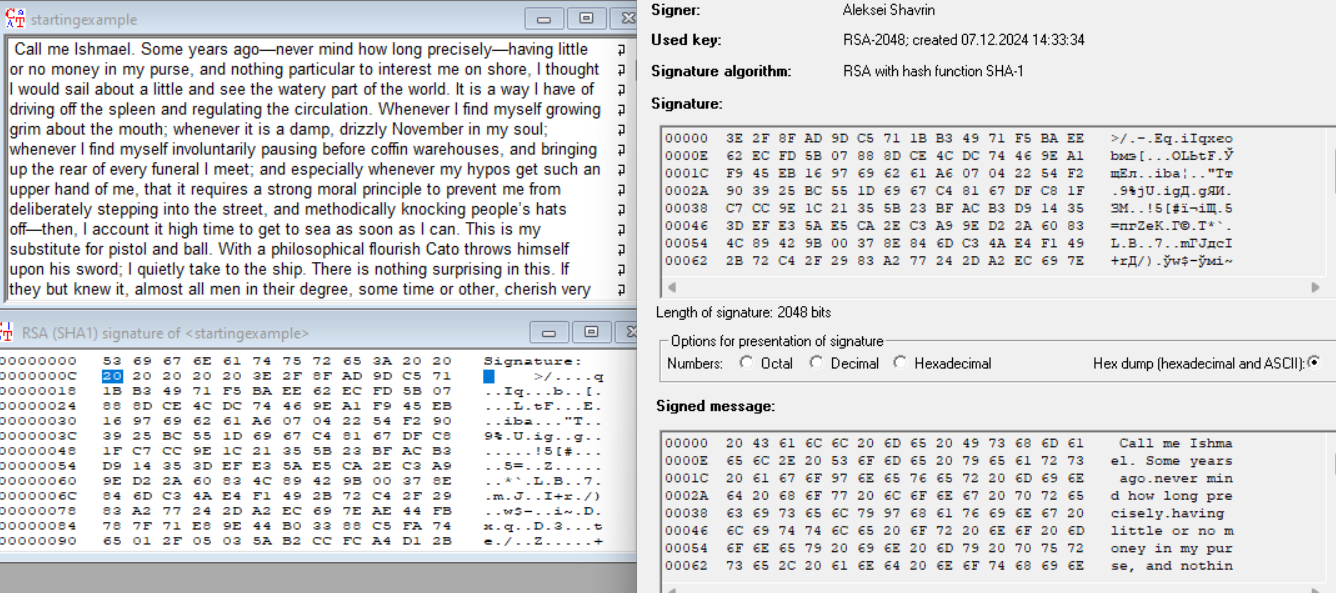 startingexample
Call me Ishmael. Some years ago—never mind how long precisely—having little
or no money in my purse, and nothing particular to interest me on shore, I thought
I would sail about a little and see the watery part of the world. It is a way I have of
driving off the spleen and regulating the circulation. Whenever I find myself growing
grim about the mouth; whenever it is a damp, drizzly November in my soul;
whenever I find myself involuntarily pausing before coffin warehouses, and bringing
up the rear of every funeral I meet; and especially whenever my hypos get such an
upper hand of me, that it requires a strong moral principle to prevent me from
deliberately stepping into the street, and methodically knocking people's hats
off—then, I account it high time to get to sea as soon as I can. This is my
substitute for pistol and ball. With a philosophical flourish Cato throws himself
upon his sword; I quietly take to the ship. There is nothing surprising in this. If
they but knew it, almost all men in their degree, some time or other, cherish very
RSA (SHA1) signature of <startingexample>
00000000 53 69 67 6E 61 74 75 72 65 3A 20 20 Signature:
0000000C 20 20 20 20 20 3E 2F 8F AD 9D C5 71 >/....q
00000018 1B B3 49 71 F5 BA EE 62 EC FD 5B 07 ..Iq...b..[.
00000024 88 8D CE 4C DC 74 46 9E A1 F9 45 EB ...L.tF...E.
00000030 16 97 69 62 61 A6 07 04 22 54 F2 90 ..iba..."T..
0000003C 39 25 BC 55 1D 69 67 C4 81 67 DF C8 9%.U.ig..g..
00000048 1F C7 CC 9E 1C 21 35 5B 23 BF AC B3 .....!5[#...
00000054 D9 14 35 3D EF E3 5A E5 CA 2E C3 A9 ..5=..Z.....
00000060 9E D2 2A 60 83 4C 89 42 9B 00 37 8E ..*`.L.B..7.
0000006C 84 6D C3 4A E4 F1 49 2B 72 C4 2F 29 .m.J..I+r./)
00000078 83 A2 77 24 2D A2 EC 69 7E AE 44 FB ..w$-..i~.D.
00000084 78 7F 71 E8 9E 44 B0 33 88 C5 FA 74 x.q..D.3...t
00000090 65 01 2F 05 03 5A B2 CC FC A4 D1 2B e./..Z.....+
Signer: Aleksei Shavrin
Used key: RSA-2048; created 07.12.2024 14:33:34
Signature algorithm: RSA with hash function SHA-1
Signature:
00000 3E 2F 8F AD 9D C5 71 1B B3 49 71 F5 BA EE >/.-.Eq.iIqxєо
0000E 62 EC FD 5B 07 88 8D CE 4C DC 74 46 9E A1 bмэ[...ОLЬtF.Ў
0001C F9 45 EB 16 97 69 62 61 A6 07 04 22 54 F2 щEл..iba¦.."Tт
0002A 90 39 25 BC 55 1D 69 67 C4 81 67 DF C8 1F .9%јU.igД.gЯИ.
00038 C7 CC 9E 1C 21 35 5B 23 BF AC B3 D9 14 35 ЗМ..!5[#ї¬іЩ.5
00046 3D EF E3 5A E5 CA 2E C3 A9 9E D2 2A 60 83 =пгZеК.Г©.Т*`.
00054 4C 89 42 9B 00 37 8E 84 6D C3 4A E4 F1 49 L.B..7..mГJдсI
00062 2B 72 C4 2F 29 83 A2 77 24 2D A2 EC 69 7E +rД/).ўw$-ўмi~
Length of signature: 2048 bits
Options for presentation of signature
Numbers: Octal Decimal Hexadecimal Hex dump (hexadecimal and ASCII):
Signed message:
00000 20 43 61 6C 6C 20 6D 65 20 49 73 68 6D 61 Call me Ishma
0000E 65 6C 2E 20 53 6F 6D 65 20 79 65 61 72 73 el. Some years
0001C 20 61 67 6F 97 6E 65 76 65 72 20 6D 69 6E ago.never min
0002A 64 20 68 6F 77 20 6C 6F 6E 67 20 70 72 65 d how long pre
00038 63 69 73 65 6C 79 97 68 61 76 69 6E 67 20 cisely.having
00046 6C 69 74 74 6C 65 20 6F 72 20 6E 6F 20 6D little or no m
00054 6F 6E 65 79 20 69 6E 20 6D 79 20 70 75 72 oney in my pur
00062 73 65 2C 20 61 6E 64 20 6E 6F 74 68 69 6E se, and nothin